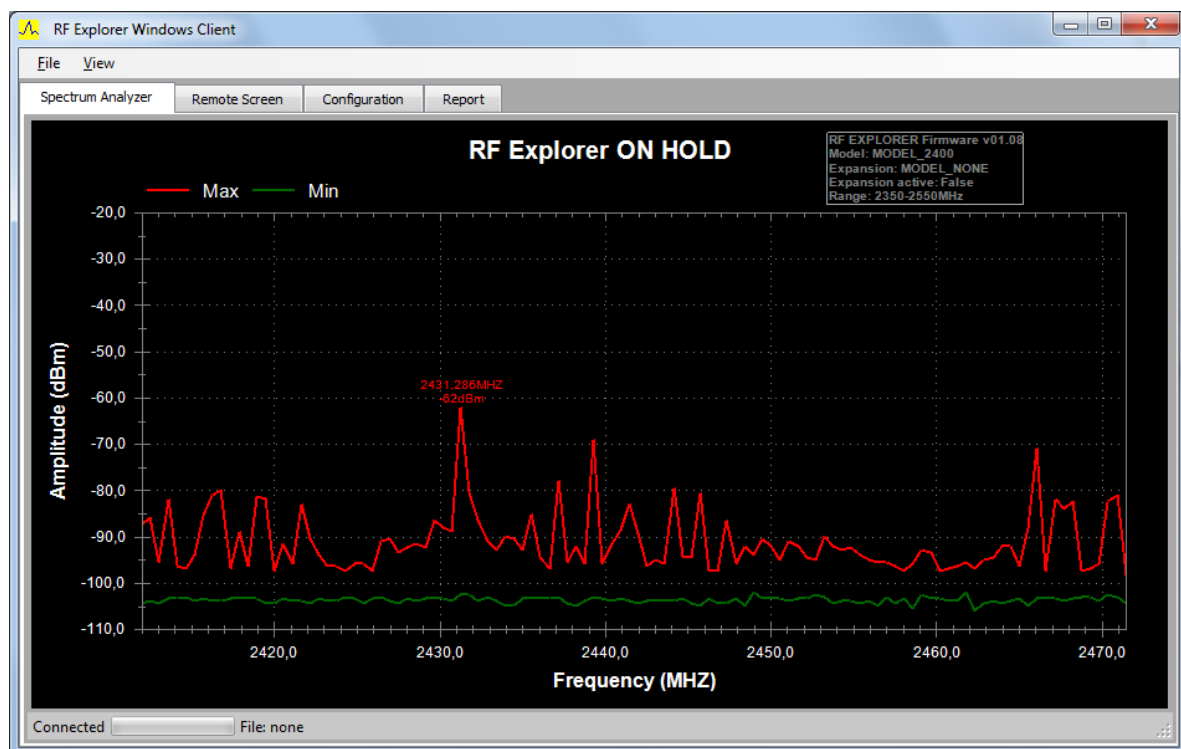 RF Explorer Windows Client
File View
Spectrum Analyzer Remote Screen Configuration Report
RF Explorer ON HOLD
RF EXPLORER Firmware v01.08
Model: MODEL_2400
Expansion: MODEL_NONE
Expansion active: False
Range: 2350-2550MHz
Max Min
-20,0
-30,0
-40,0
-50,0
-60,0
-70,0
-80,0
-90,0
-100,0
-110,0
Amplitude (dBm)
2431,286MHZ
-62dBm
2420,0 2430,0 2440,0 2450,0 2460,0 2470,0
Frequency (MHZ)
Connected File: none